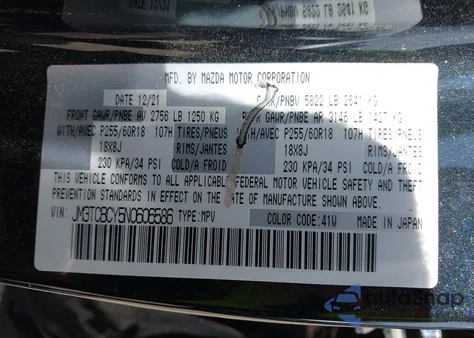 MFD. BY MAZDA MOTOR CORPORATION
DATE 12/21 /PNBV 5822 LB 2641 KG
FRONT GAWR/PNBE AV 2756 LB 1250 KG GAWR/PNBE AR 3146 LB 1427 KG
WITH/AVEC P255/60R18 107H TIRES/PNEUS WITH/AVEC P255/60R18 107H TIRES/PNEUS
18X8J RIMS/JANTES 18X8J RIMS/JANTES
230 KPA/34 PSI COLD/A FROID 230 KPA/34 PSI COLD/A FROID
THIS VEHICLE CONFORMS TO ALL APPLICABLE FEDERAL MOTOR VEHICLE SAFETY AND THEFT
PREVENTION STANDARDS IN EFFECT ON THE DATE OF MANUFACTURE SHOWN ABOVE.
VIN: JM3TCBCY5N0606586 TYPE: MPV COLOR CODE: 41W MADE IN JAPAN
autosnap